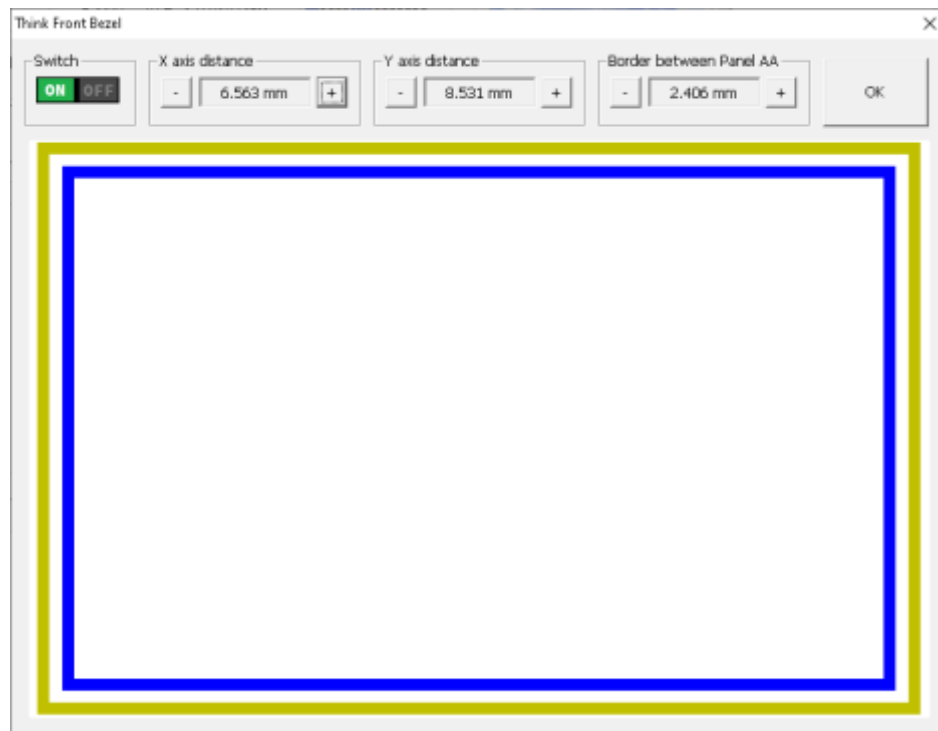 Think Front Bezel
Switch
X axis distance
Y axis distance
Border between Panel AA
ON OFF
- 6.563 mm +
- 8.531 mm +
- 2.406 mm +
OK